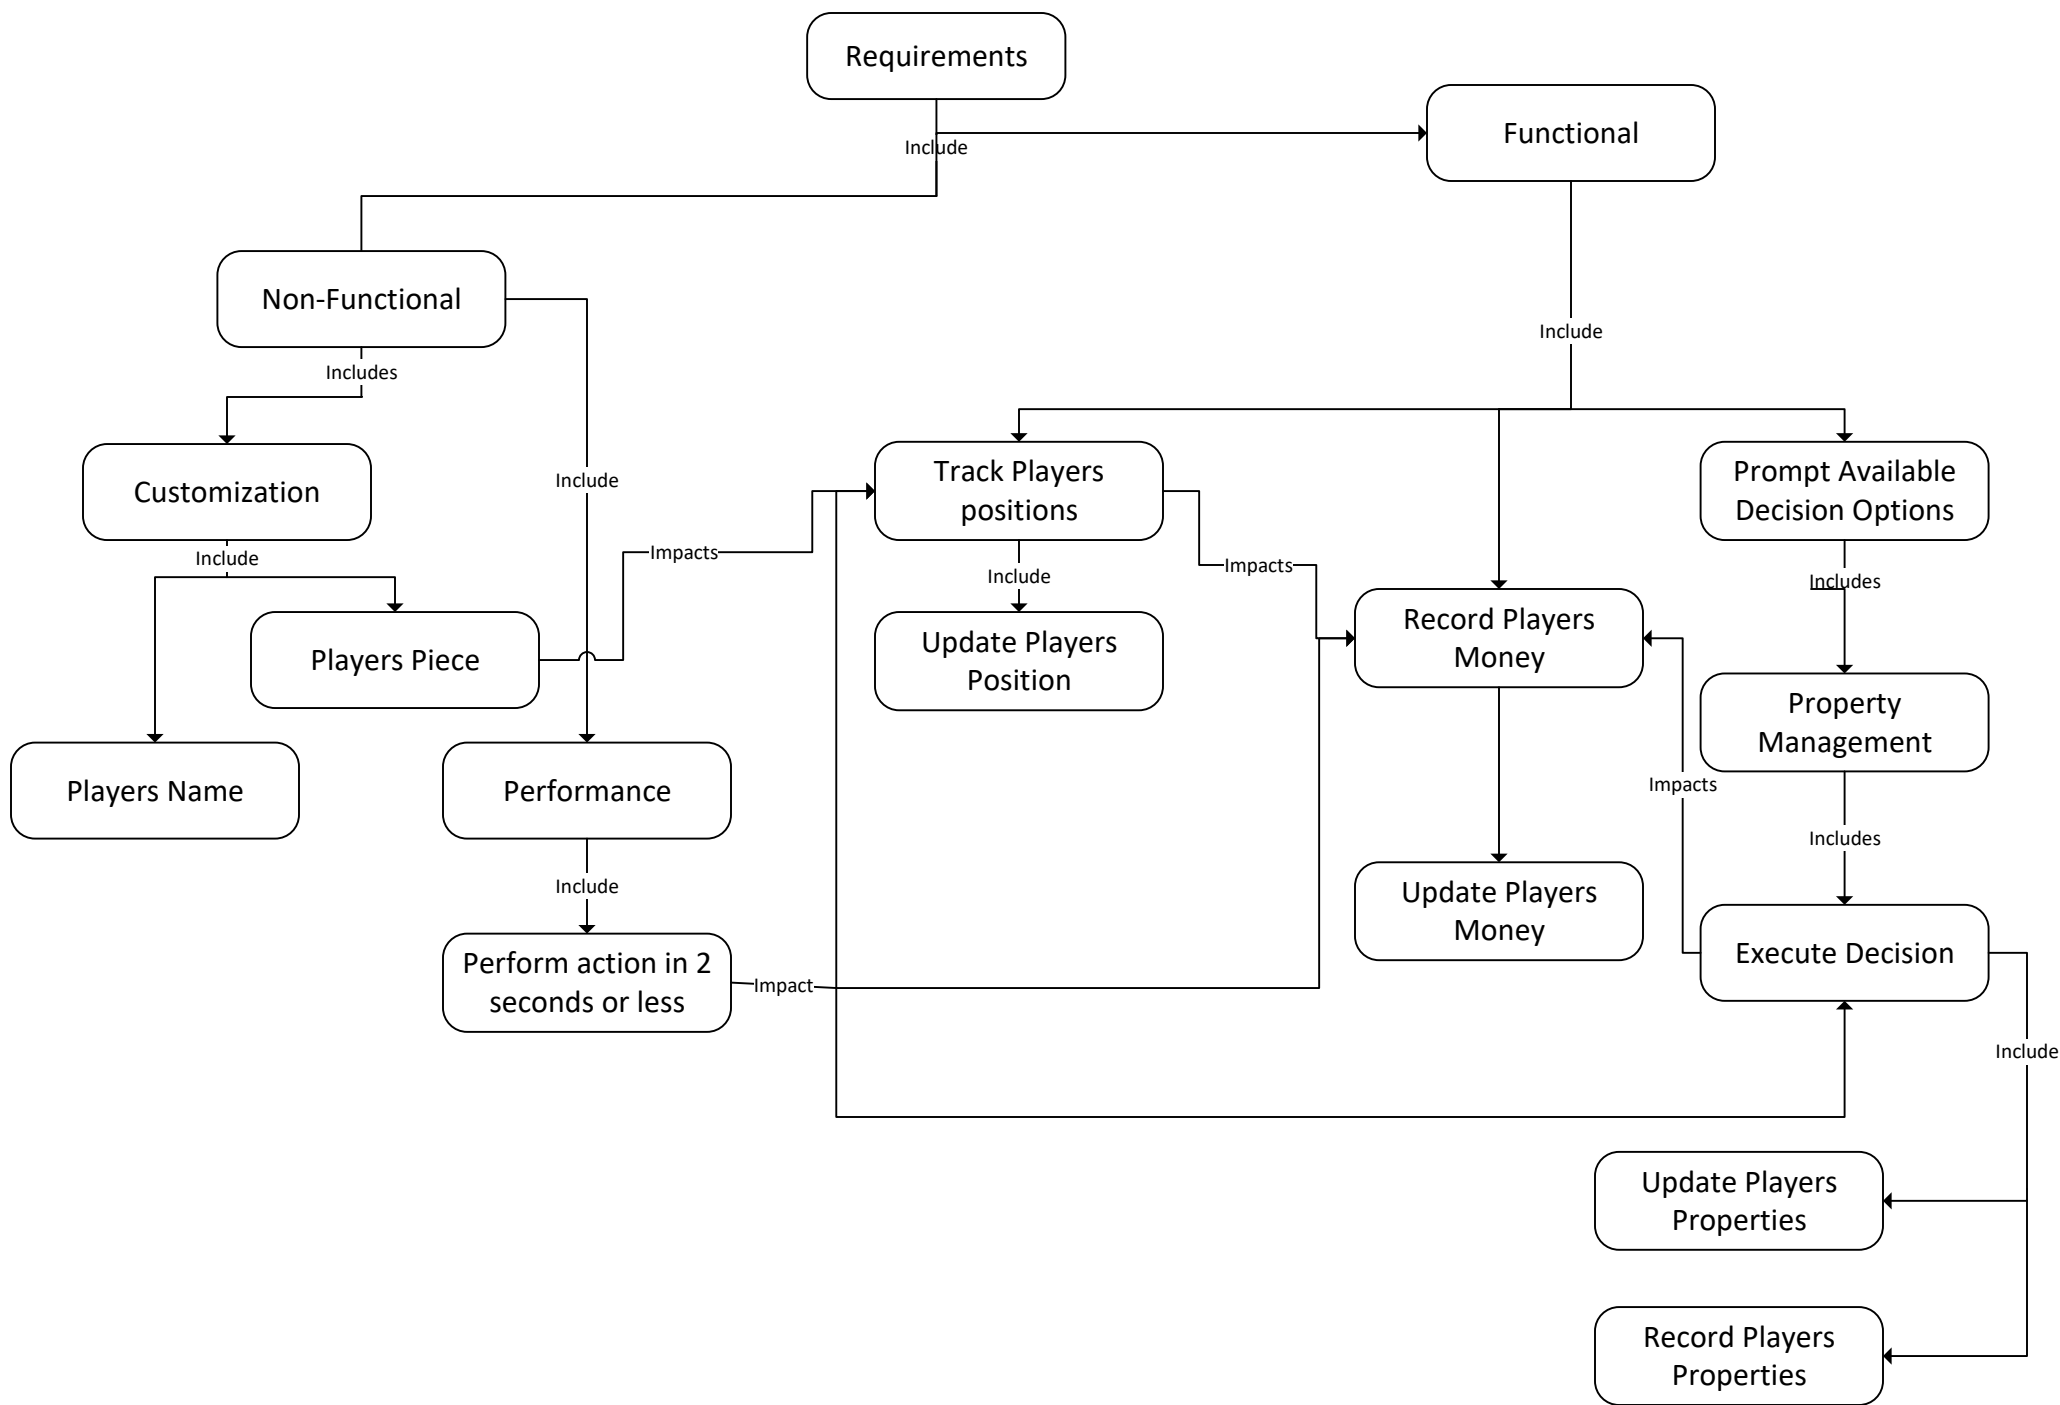 Requirements
Functional
Include
Non-Functional
Include
Includes
Customization
Include
Track Players
positions
Prompt Available
Decision Options
Impacts
Impacts
Include
Include
Includes
Players Piece
Update Players
Position
Record Players
Money
Property
Management
Players Name
Performance
Impacts
Includes
Include
Update Players
Money
Perform action in 2
seconds or less
Impact
Execute Decision
Include
Update Players
Properties
Record Players
Properties